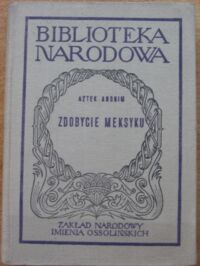 BIBLIOTEKA
NARODOWA
AZTEK ANONIM
ZDOBYCIE MEKSYKU
ZAKŁAD NARODOWY
IMIENIA OSSOLIŃSKICH